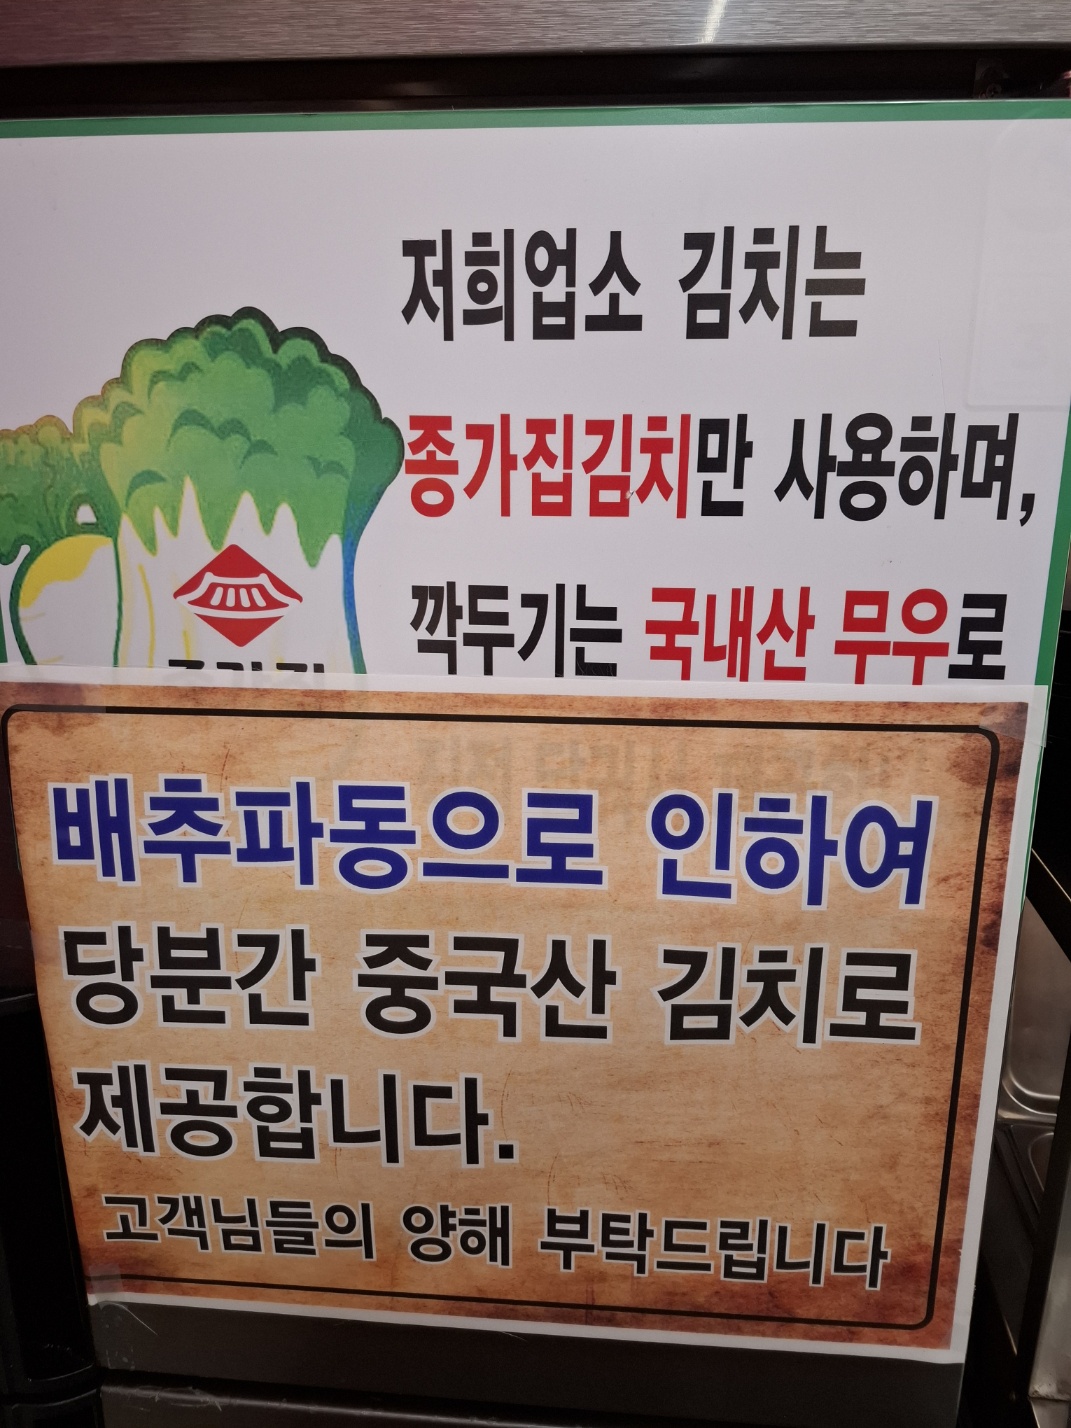 저희업소 김치는
종가집김치만 사용하며,
깍두기는 국내산 무우로
배추파동으로 인하여
당분간 중국산 김치로
제공합니다.
고객님들의 양해 부탁드립니다